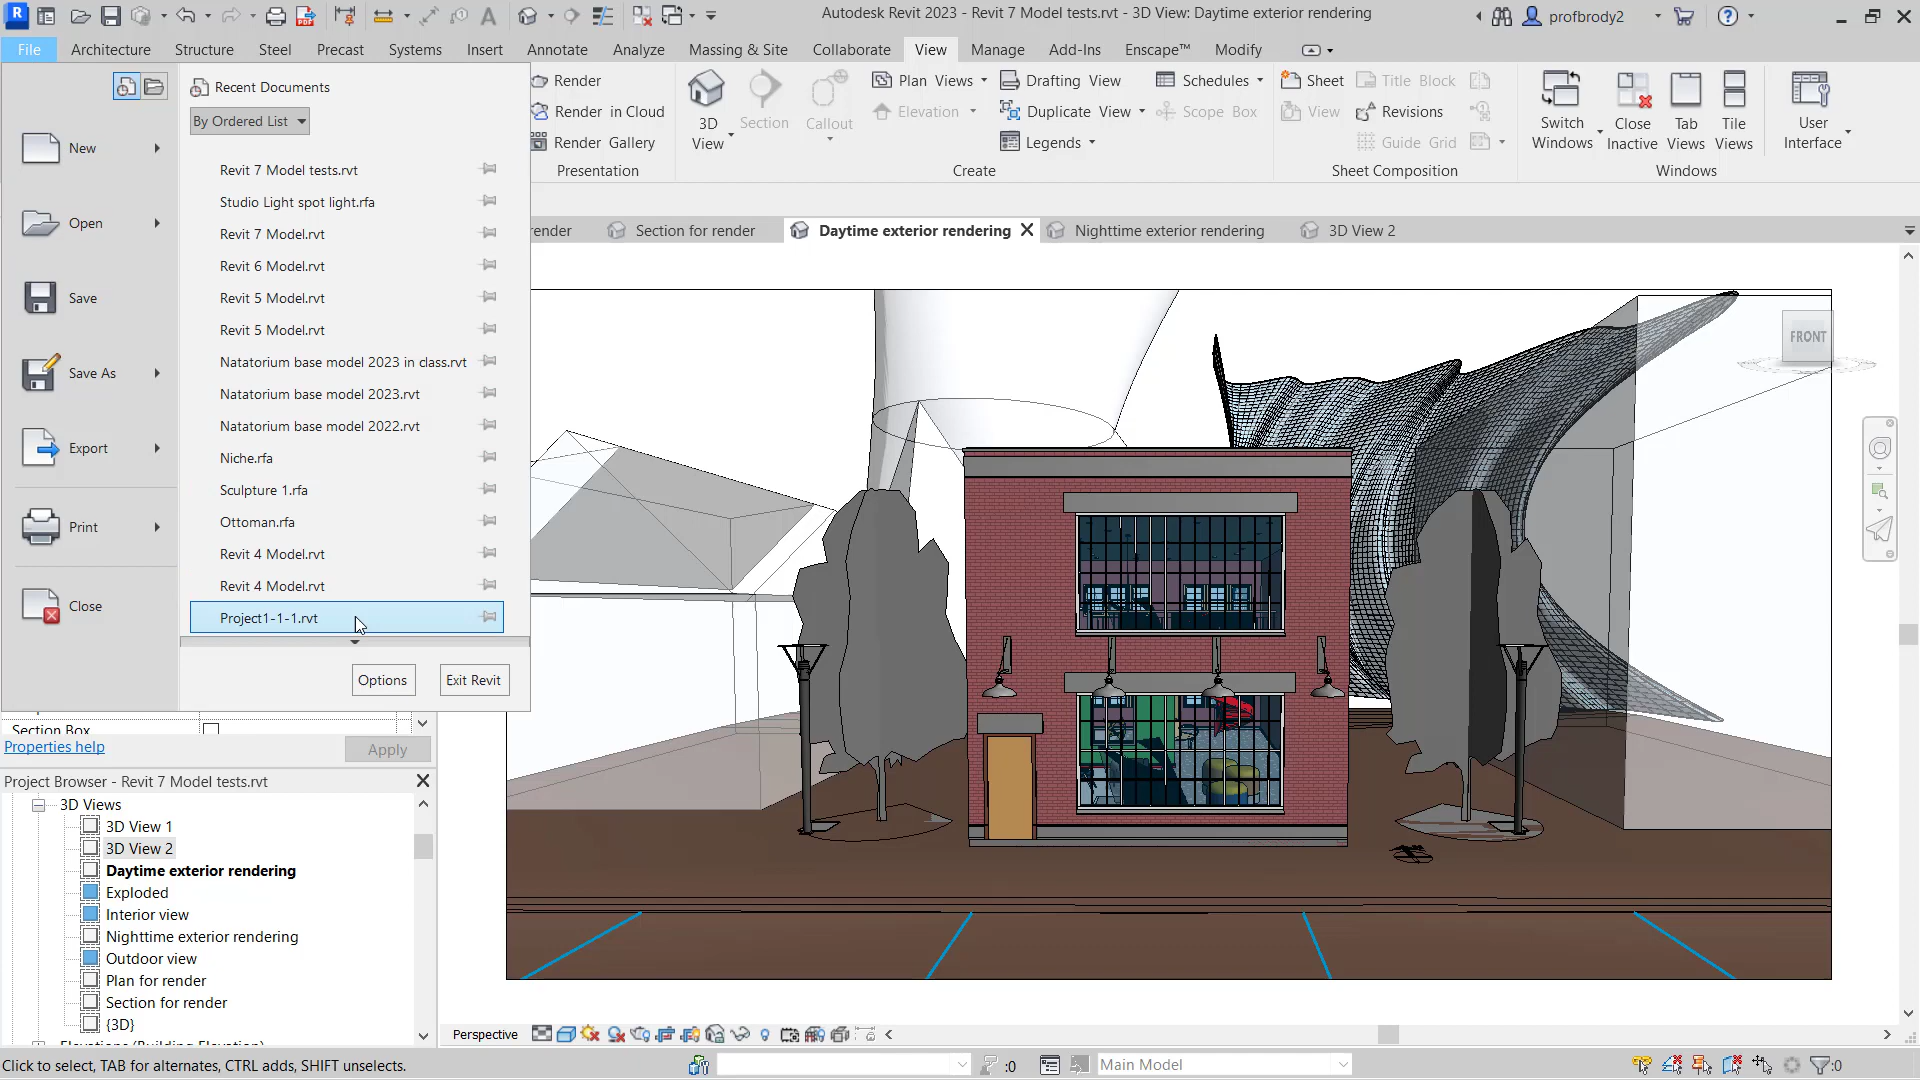 Autodesk Revit 2023 - Revit 7 Model tests.rvt - 3D View: Daytime exterior rendering
profbrody2
File Architecture Structure Steel Precast Systems Insert Annotate Analyze Massing & Site Collaborate View Manage Add-Ins Enscape™ Modify
Recent Documents
By Ordered List
New
Open
Save
Save As
Export
Print
Close
Revit 7 Model tests.rvt
Studio Light spot light.rfa
Revit 7 Model.rvt
Revit 6 Model.rvt
Revit 5 Model.rvt
Revit 5 Model.rvt
Natatorium base model 2023 in class.rvt
Natatorium base model 2023.rvt
Natatorium base model 2022.rvt
Niche.rfa
Sculpture 1.rfa
Ottoman.rfa
Revit 4 Model.rvt
Revit 4 Model.rvt
Project1-1-1.rvt
Options
Exit Revit
Render
Render in Cloud
Render Gallery
Presentation
3D
View
Section
Callout
Plan Views
Elevation
Drafting View
Duplicate View
Legends
Schedules
Scope Box
Create
Sheet
View
Title Block
Revisions
Guide Grid
Sheet Composition
Switch
Windows
Close
Inactive
Tab
Views
Tile
Views
User
Interface
Windows
render
Section for render
Daytime exterior rendering
Nighttime exterior rendering
3D View 2
FRONT
Section Box
Properties help
Apply
Project Browser - Revit 7 Model tests.rvt
3D Views
3D View 1
3D View 2
Daytime exterior rendering
Exploded
Interior view
Nighttime exterior rendering
Outdoor view
Plan for render
Section for render
{3D}
Elevations (Building Elevation)
Perspective
Click to select, TAB for alternates, CTRL adds, SHIFT unselects.
:0
Main Model
:0